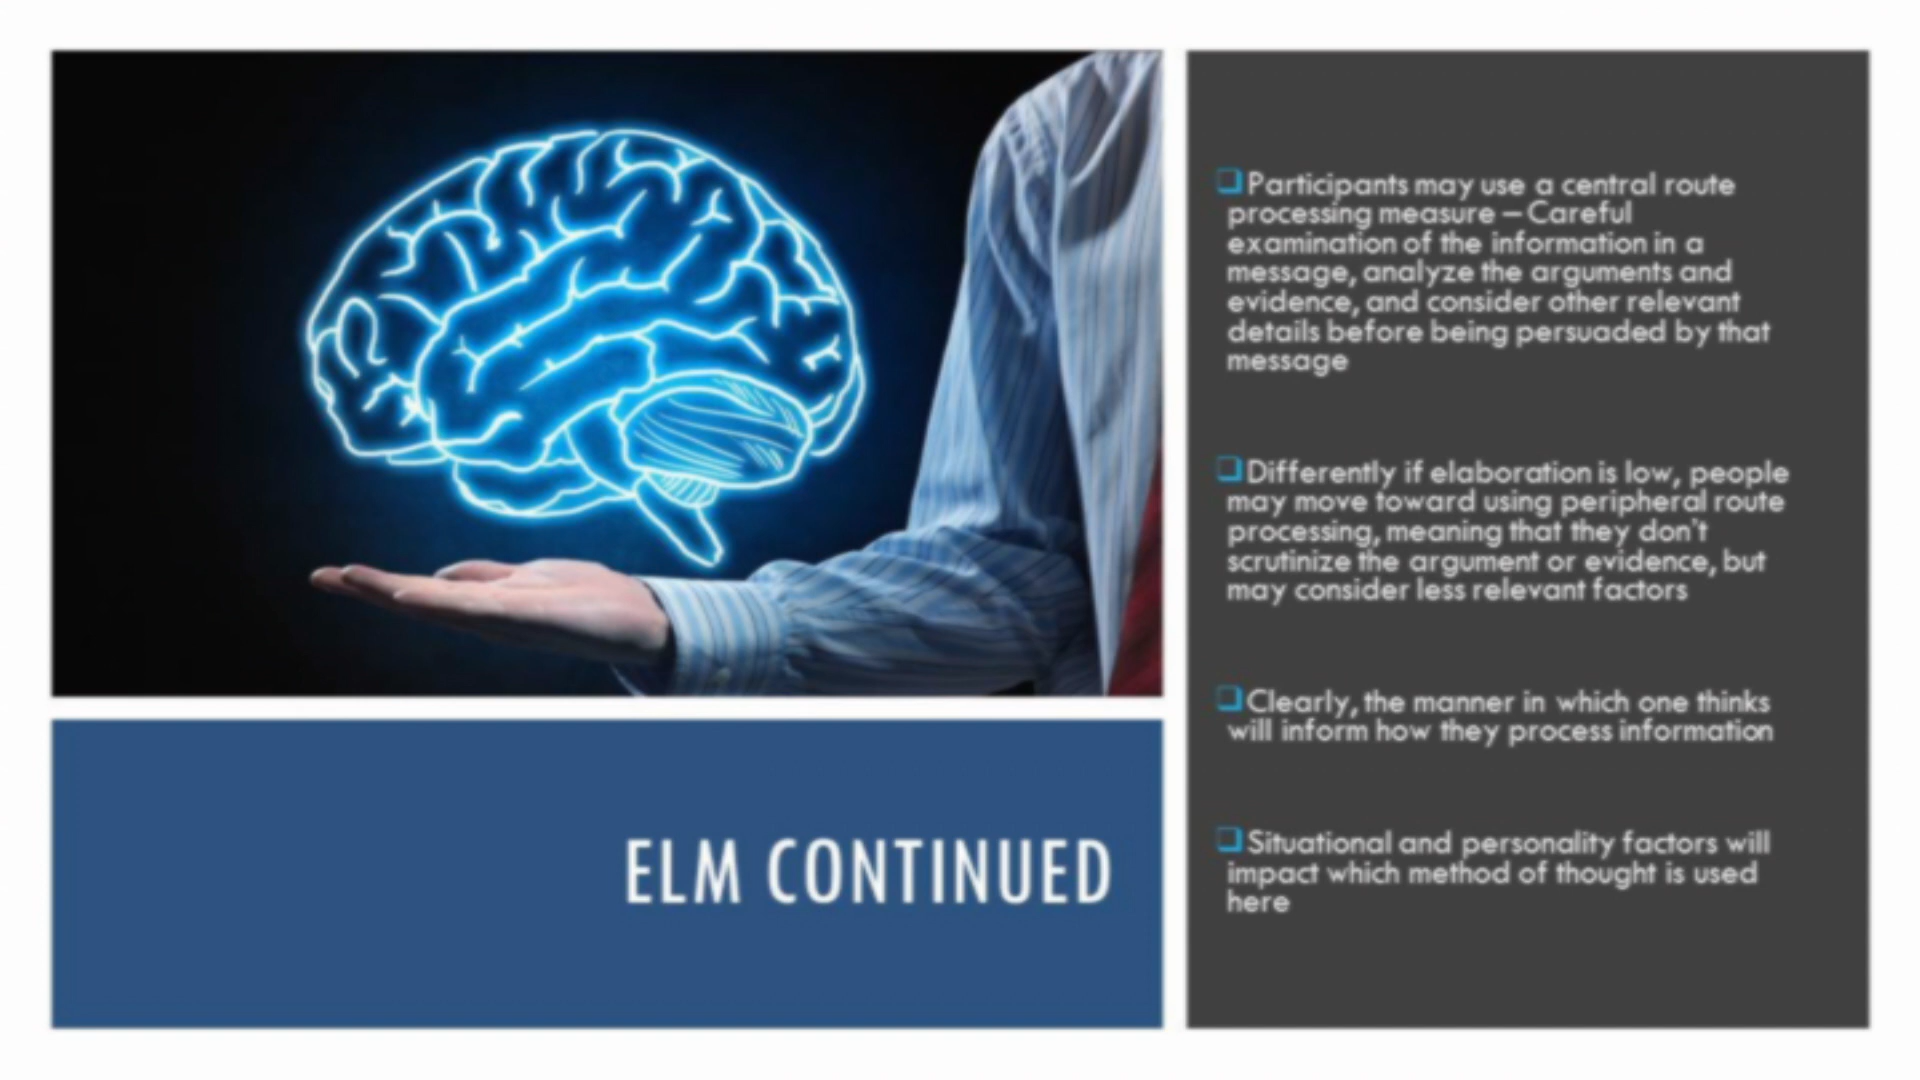 ELM CONTINUED
❑Participants may use a central route
processing measure – Careful
examination of the information in a
message, analyze the arguments and
evidence, and consider other relevant
details before being persuaded by that
message
❑Differently if elaboration is low, people
may move toward using peripheral route
processing, meaning that they don't
scrutinize the argument or evidence, but
may consider less relevant factors
❑Clearly, the manner in which one thinks
will inform how they process information
❑Situational and personality factors will
impact which method of thought is used
here